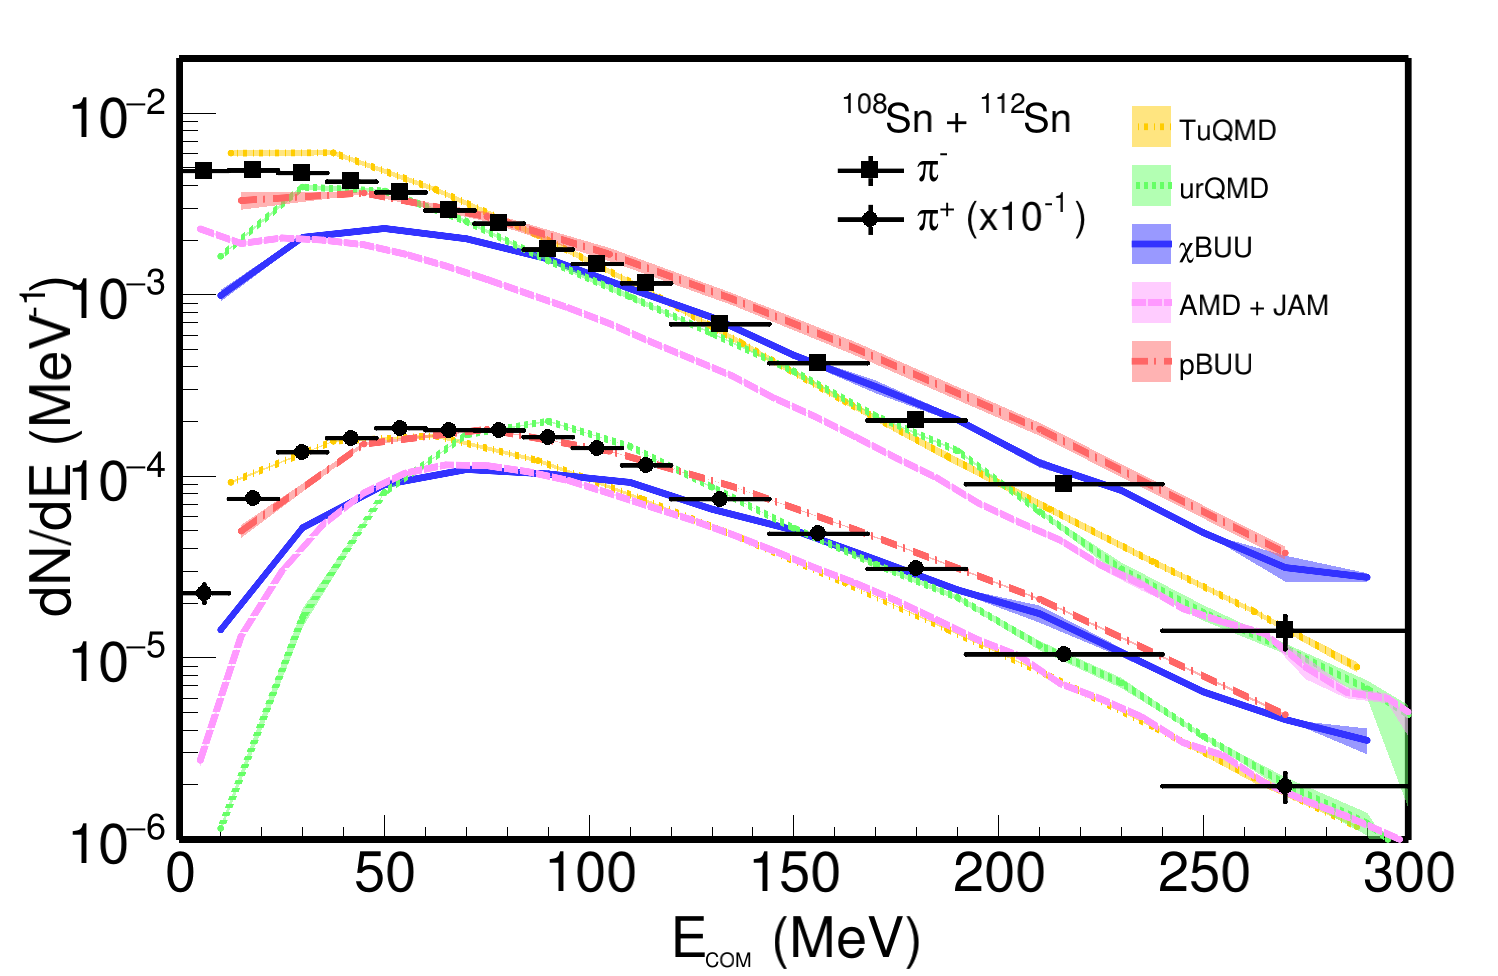 10⁻²
10⁻³
10⁻⁴
10⁻⁵
10⁻⁶
dN/dE (MeV⁻¹)
¹⁰⁸Sn + ¹¹²Sn
π⁻
π⁺ (x10⁻¹)
TuQMD
urQMD
χBUU
AMD + JAM
pBUU
0 50 100 150 200 250 300
E_COM (MeV)